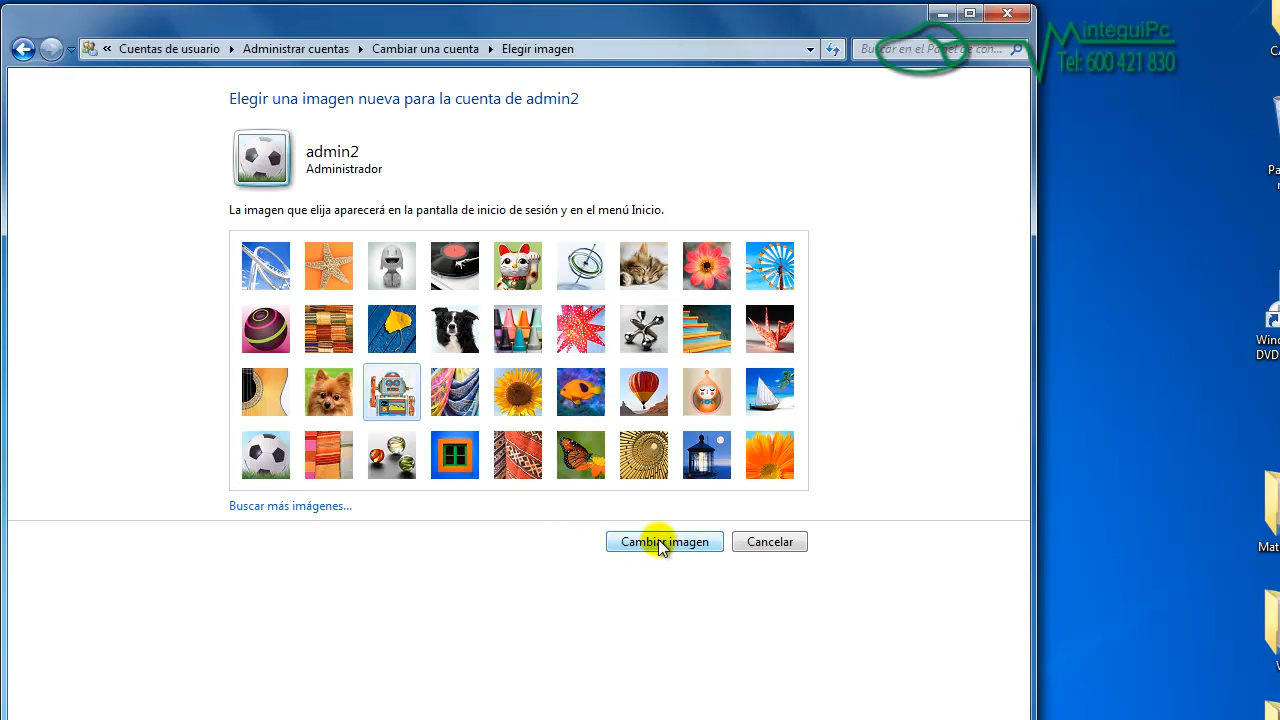 MinteguiPc
Tel: 600 421 830
« Cuentas de usuario Administrar cuentas Cambiar una cuenta Elegir imagen
Buscar en el Panel de con...
Elegir una imagen nueva para la cuenta de admin2
admin2
Administrador
La imagen que elija aparecerá en la pantalla de inicio de sesión y en el menú Inicio.
Buscar más imágenes...
Cambiar imagen
Cancelar
DVD
Mat